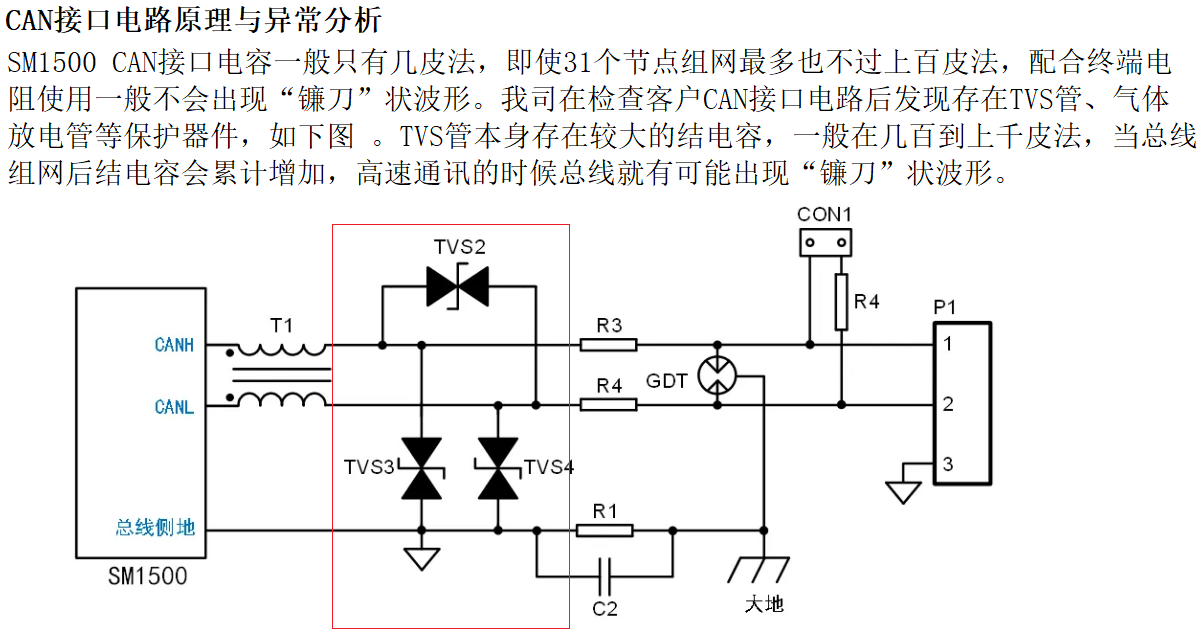 CAN接口电路原理与异常分析
SM1500 CAN接口电容一般只有几皮法，即使31个节点组网最多也不过上百皮法，配合终端电
阻使用一般不会出现“镰刀”状波形。我司在检查客户CAN接口电路后发现存在TVS管、气体
放电管等保护器件，如下图 。TVS管本身存在较大的结电容，一般在几百到上千皮法，当总线
组网后结电容会累计增加，高速通讯的时候总线就有可能出现“镰刀”状波形。
CON1
TVS2
R4
P1
T1
R3
CANH
1
GDT
R4
CANL
2
TVS3
TVS4
3
R1
总线侧地
SM1500
C2
大地